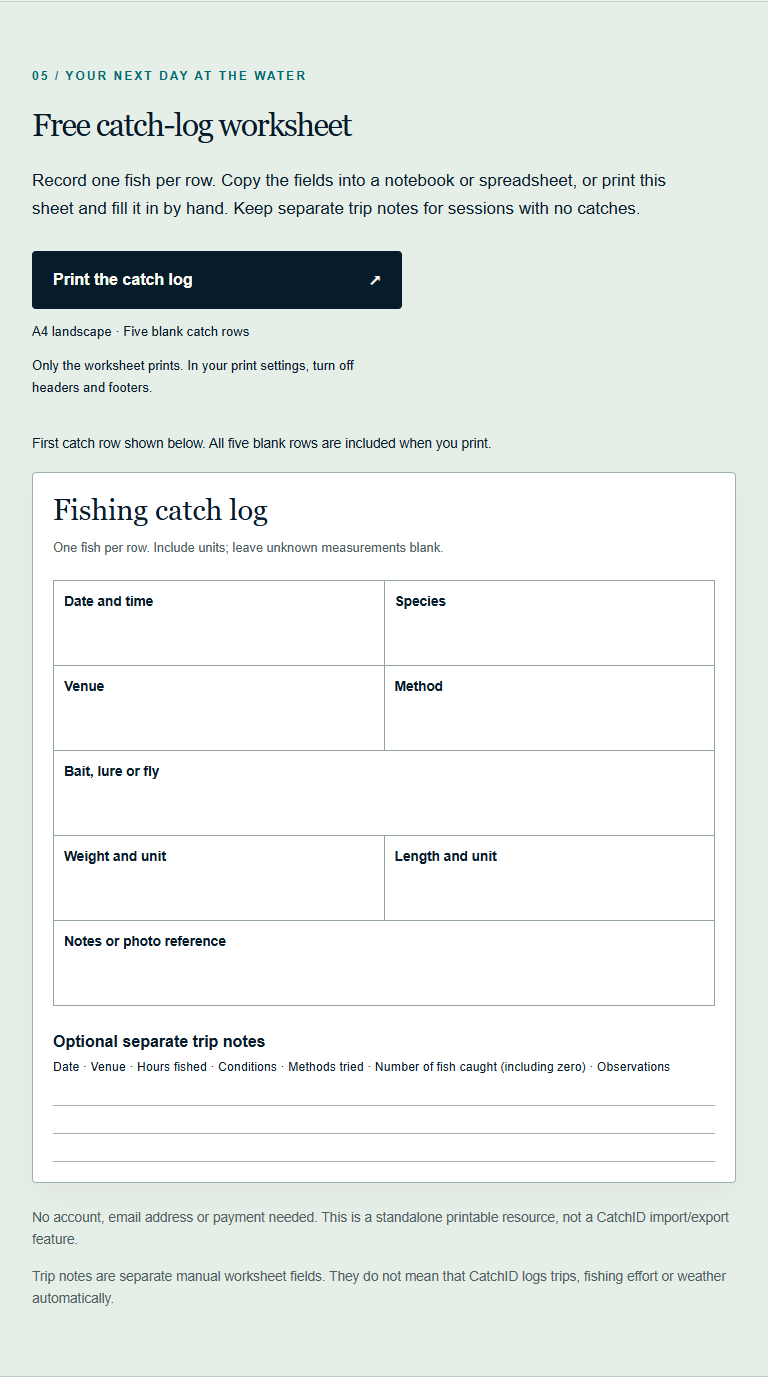 05 / YOUR NEXT DAY AT THE WATER
Free catch-log worksheet
Record one fish per row. Copy the fields into a notebook or spreadsheet, or print this
sheet and fill it in by hand. Keep separate trip notes for sessions with no catches.
Print the catch log ↗
A4 landscape · Five blank catch rows
Only the worksheet prints. In your print settings, turn off
headers and footers.
First catch row shown below. All five blank rows are included when you print.
Fishing catch log
One fish per row. Include units; leave unknown measurements blank.
Date and time
Species
Venue
Method
Bait, lure or fly
Weight and unit
Length and unit
Notes or photo reference
Optional separate trip notes
Date · Venue · Hours fished · Conditions · Methods tried · Number of fish caught (including zero) · Observations
No account, email address or payment needed. This is a standalone printable resource, not a CatchID import/export
feature.
Trip notes are separate manual worksheet fields. They do not mean that CatchID logs trips, fishing effort or weather
automatically.